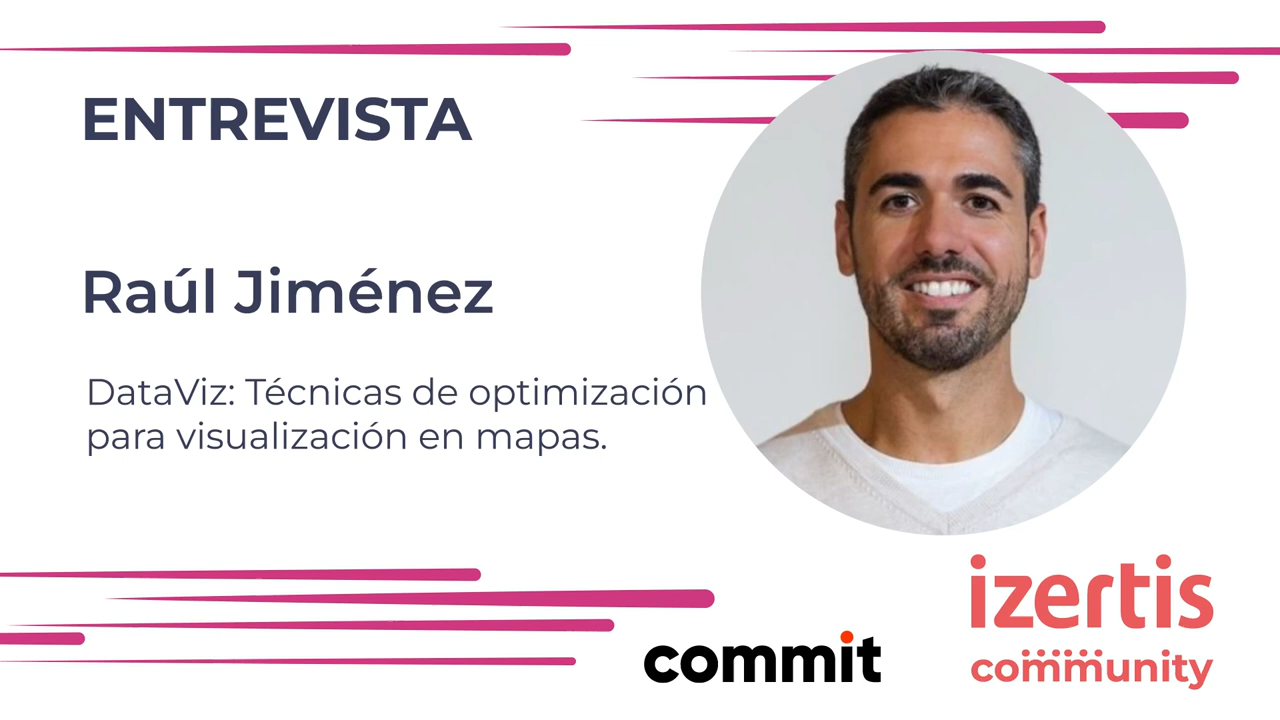 ENTREVISTA
Raúl Jiménez
DataViz: Técnicas de optimización
para visualización en mapas.
commit
izertis
community